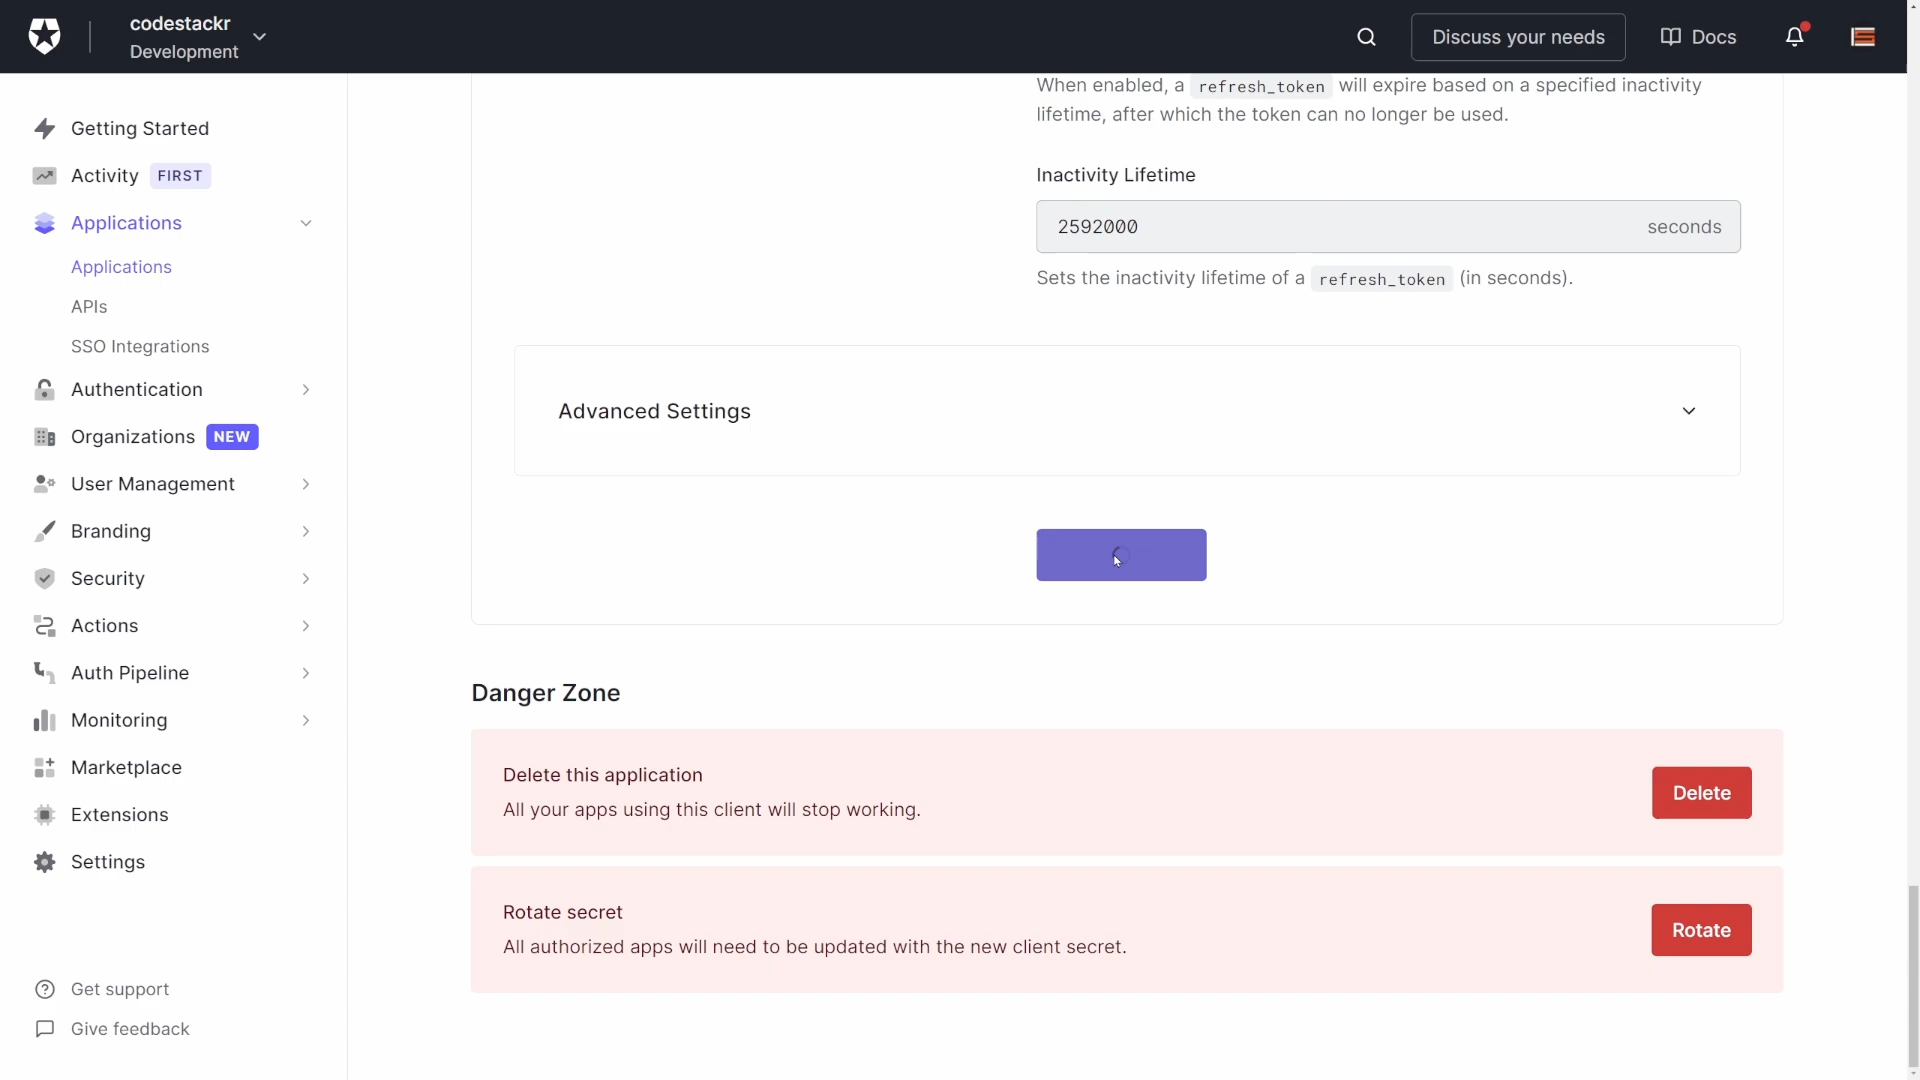 codestackr
Development
Discuss your needs
Docs
Getting Started
Activity FIRST
Applications
Applications
APIs
SSO Integrations
Authentication
Organizations NEW
User Management
Branding
Security
Actions
Auth Pipeline
Monitoring
Marketplace
Extensions
Settings
Get support
Give feedback
When enabled, a refresh_token will expire based on a specified inactivity
lifetime, after which the token can no longer be used.
Inactivity Lifetime
2592000 seconds
Sets the inactivity lifetime of a refresh_token (in seconds).
Advanced Settings
Danger Zone
Delete this application
All your apps using this client will stop working.
Delete
Rotate secret
All authorized apps will need to be updated with the new client secret.
Rotate